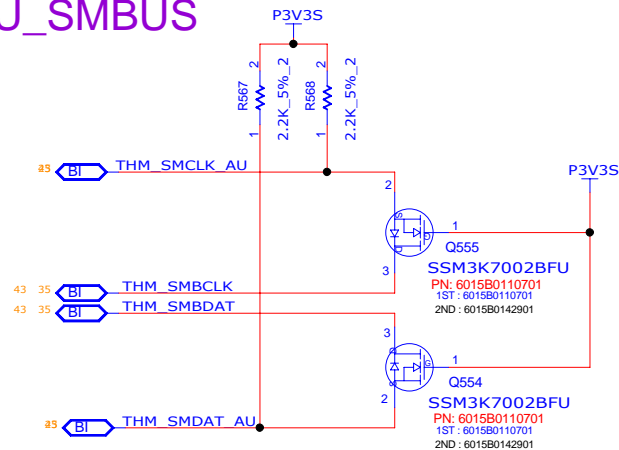 U_SMBUS
P3V3S
R567
1 2
2.2K_5%_2
R568
1 2
2.2K_5%_2
BI THM_SMCLK_AU
P3V3S
2
S
G
1
D
Q555
3
SSM3K7002BFU
PN: 6015B0110701
1ST : 6015B0110701
2ND : 6015B0142901
43 35 BI THM_SMBCLK
43 35 BI THM_SMBDAT
3
D
G
1
S
Q554
2
SSM3K7002BFU
PN: 6015B0110701
1ST : 6015B0110701
2ND : 6015B0142901
BI THM_SMDAT_AU